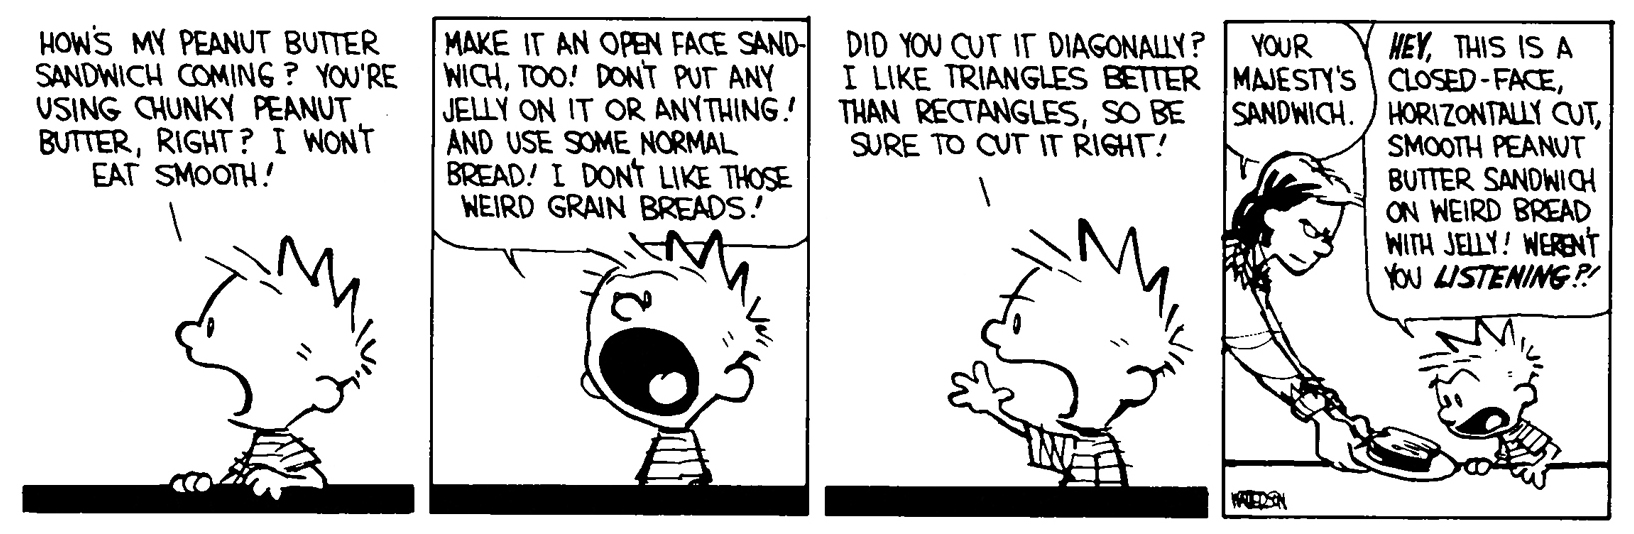 HOW'S MY PEANUT BUTTER
SANDWICH COMING? YOU'RE
USING CHUNKY PEANUT
BUTTER, RIGHT? I WON'T
EAT SMOOTH!
MAKE IT AN OPEN FACE SAND-
WICH, TOO! DON'T PUT ANY
JELLY ON IT OR ANYTHING!
AND USE SOME NORMAL
BREAD! I DON'T LIKE THOSE
WEIRD GRAIN BREADS!
DID YOU CUT IT DIAGONALLY?
I LIKE TRIANGLES BETTER
THAN RECTANGLES, SO BE
SURE TO CUT IT RIGHT!
YOUR
MAJESTY'S
SANDWICH.
HEY, THIS IS A
CLOSED-FACE,
HORIZONTALLY CUT,
SMOOTH PEANUT
BUTTER SANDWICH
ON WEIRD BREAD
WITH JELLY! WEREN'T
YOU LISTENING?!
WATTERSON